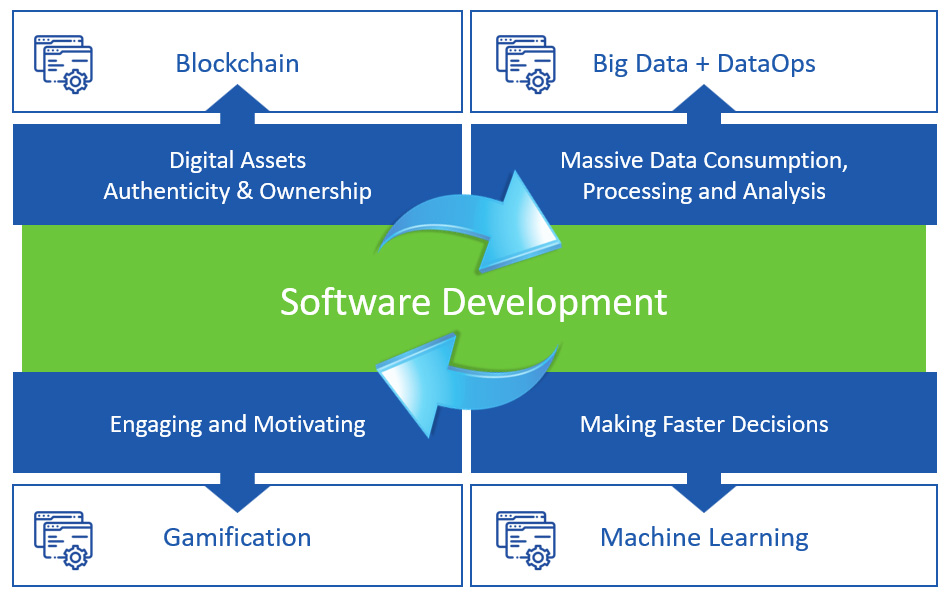 Blockchain
Big Data + DataOps
Digital Assets
Authenticity & Ownership
Massive Data Consumption,
Processing and Analysis
Software Development
Engaging and Motivating
Making Faster Decisions
Gamification
Machine Learning